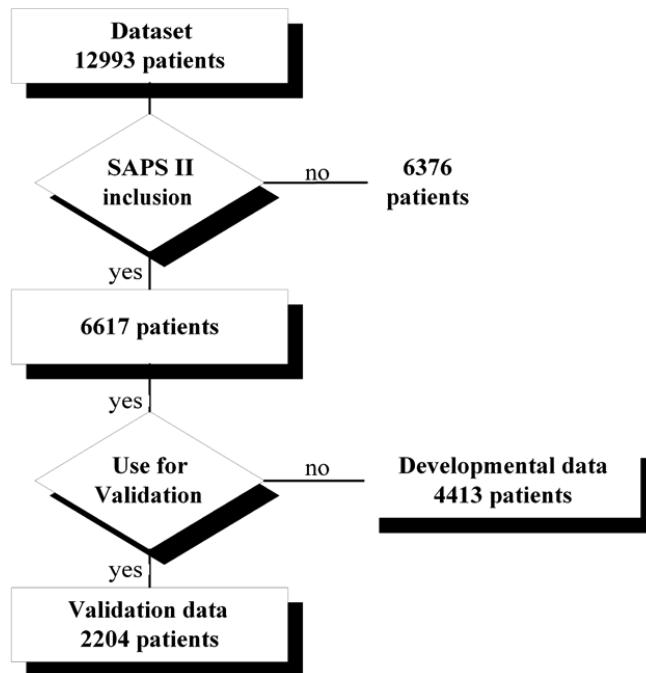 Dataset
12993 patients
SAPS II
inclusion
no
6376
patients
yes
6617 patients
yes
Use for
Validation
no
Developmental data
4413 patients
yes
Validation data
2204 patients